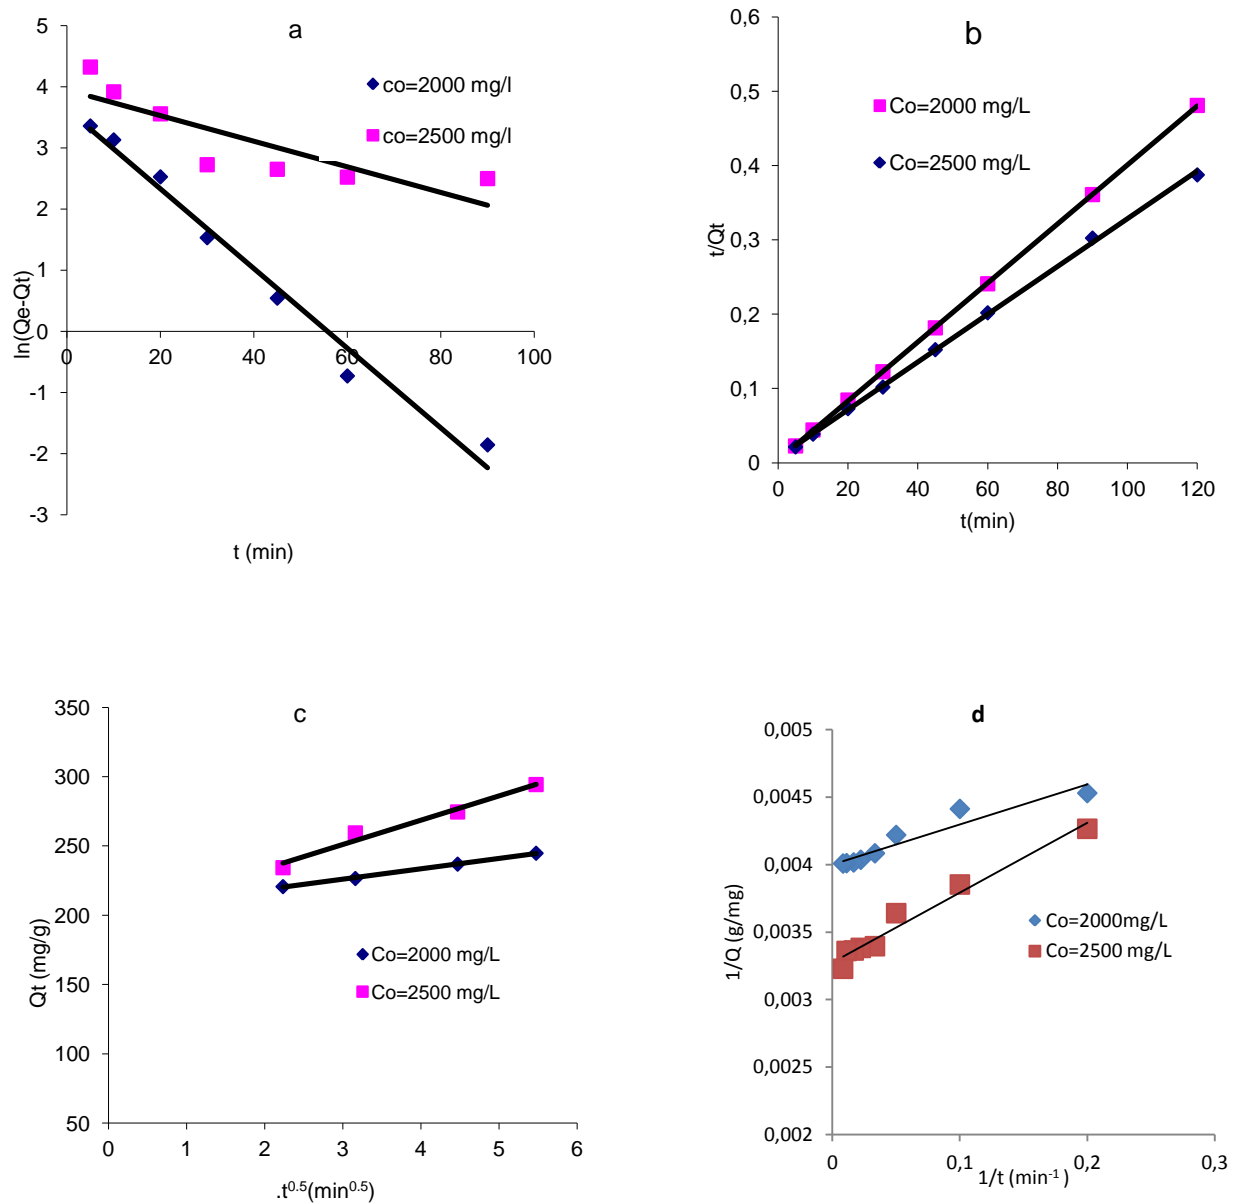 a
5
4
3
2
1
0
-1
-2
-3
0
20
40
60
80
100
ln(Qe-Qt)
t (min)
co=2000 mg/l
co=2500 mg/l
b
0,6
0,5
0,4
0,3
0,2
0,1
0
0
20
40
60
80
100
120
t/Qt
t(min)
Co=2000 mg/L
Co=2500 mg/L
c
350
300
250
200
150
100
50
0
1
2
3
4
5
6
Qt (mg/g)
.t0.5(min0.5)
Co=2000 mg/L
Co=2500 mg/L
d
0,005
0,0045
0,004
0,0035
0,003
0,0025
0,002
0
0,1
0,2
0,3
1/Q (g/mg)
1/t (min-1)
Co=2000mg/L
Co=2500 mg/L